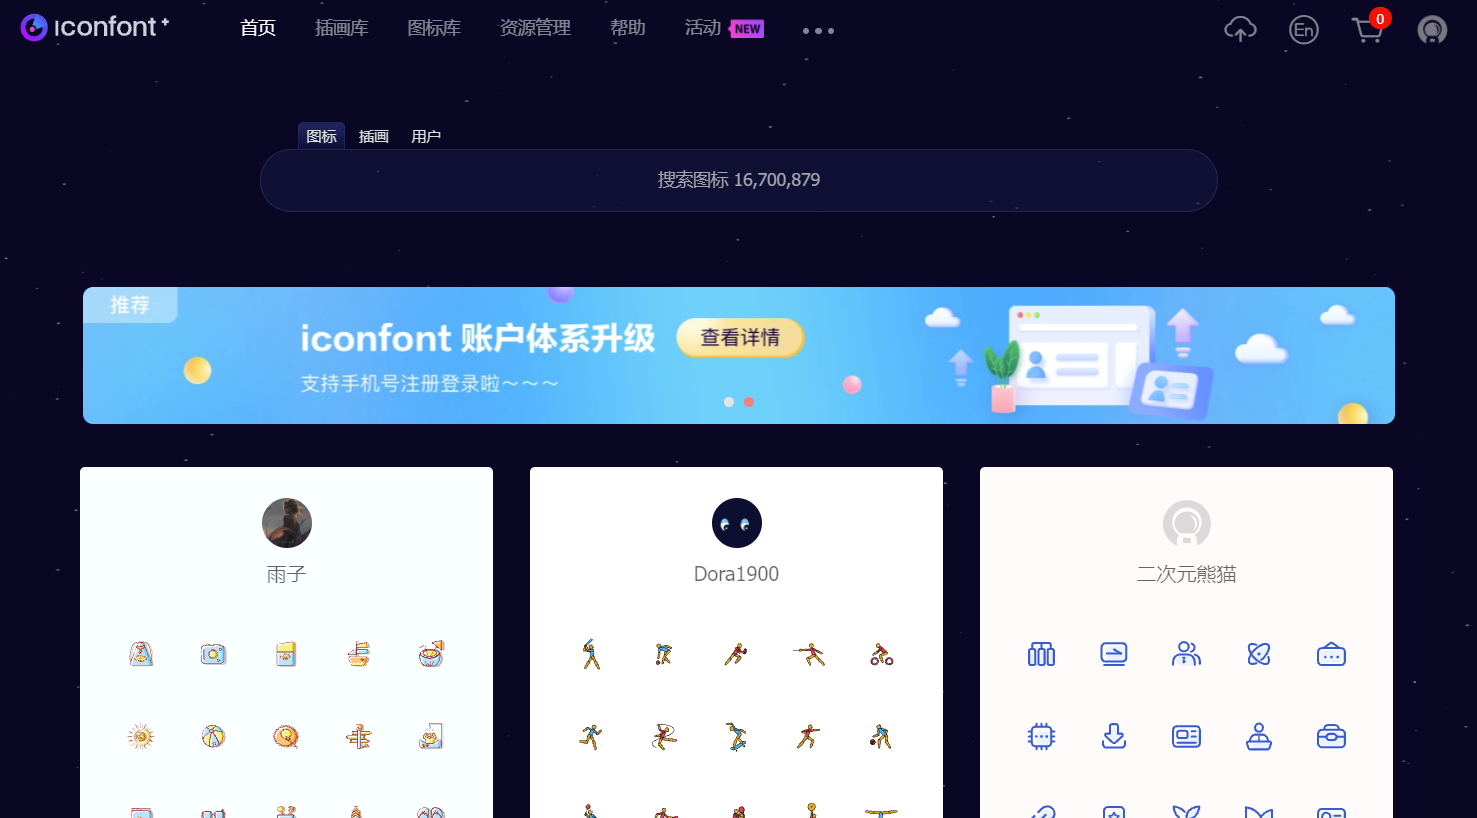 iconfont+ 首页 插画库 图标库 资源管理 帮助 活动 NEW En 0
图标 插画 用户
搜索图标 16,700,879
推荐
iconfont 账户体系升级 查看详情
支持手机号注册登录啦～～～
雨子 Dora1900 二次元熊猫